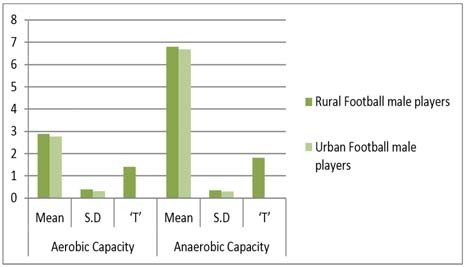 8
7
6
5
4
3
2
1
0
Mean S.D ‘T’ Mean S.D ‘T’
Aerobic Capacity Anaerobic Capacity
Rural Football male players
Urban Football male
players